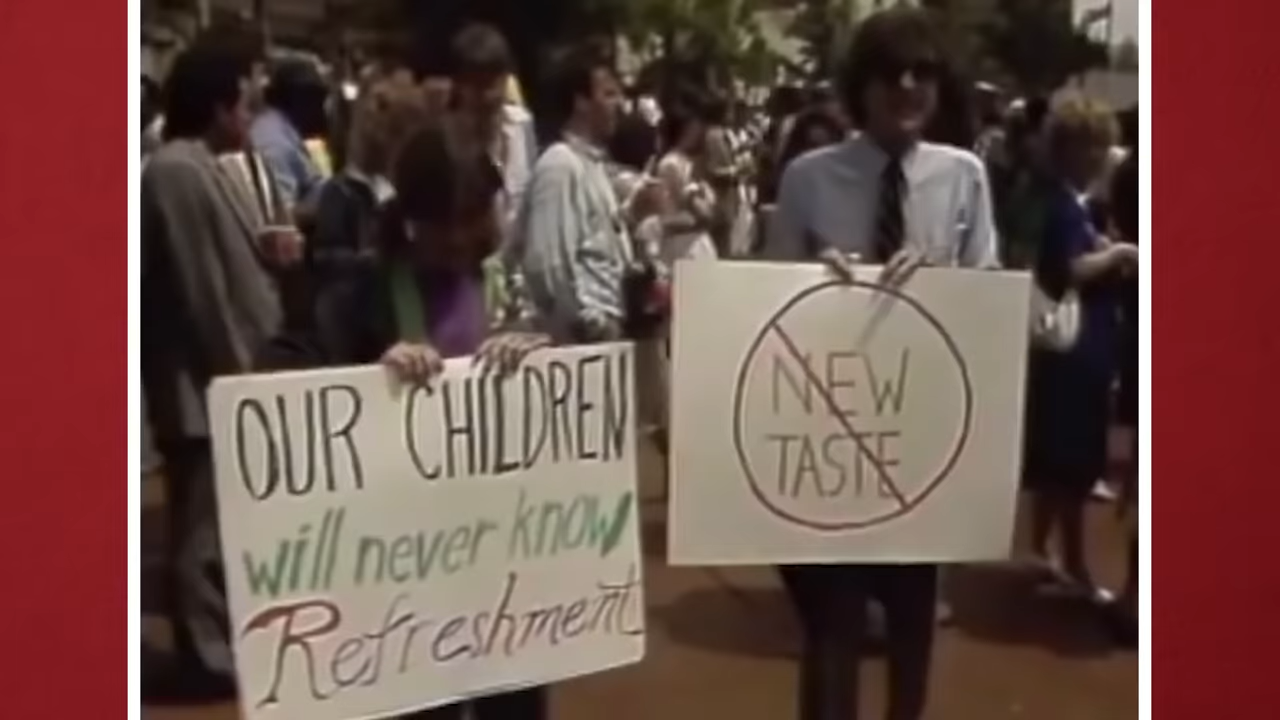 OUR CHILDREN
will never know
Refreshment
NEW
TASTE